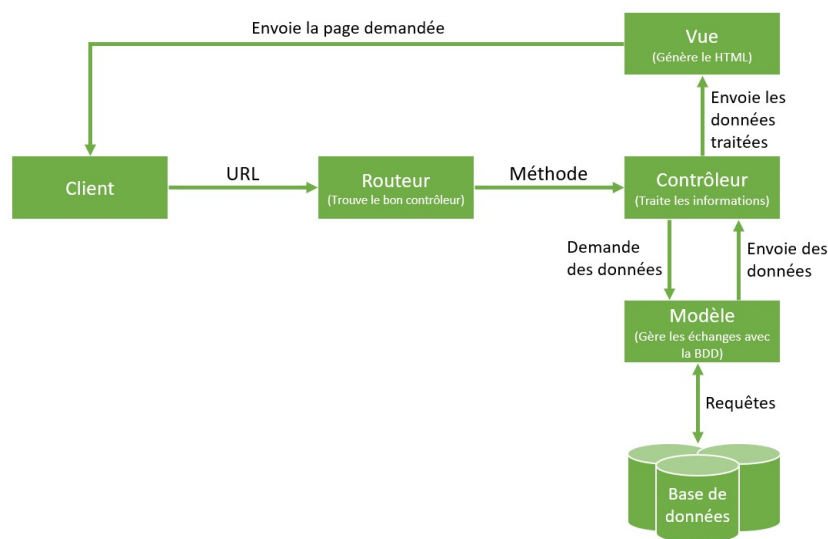 Envoie la page demandée
Vue
(Génère le HTML)
Envoie les
données
traitées
Client
URL
Routeur
(Trouve le bon contrôleur)
Méthode
Contrôleur
(Traite les informations)
Demande
des données
Envoie des
données
Modèle
(Gère les échanges avec
la BDD)
Requêtes
Base de
données